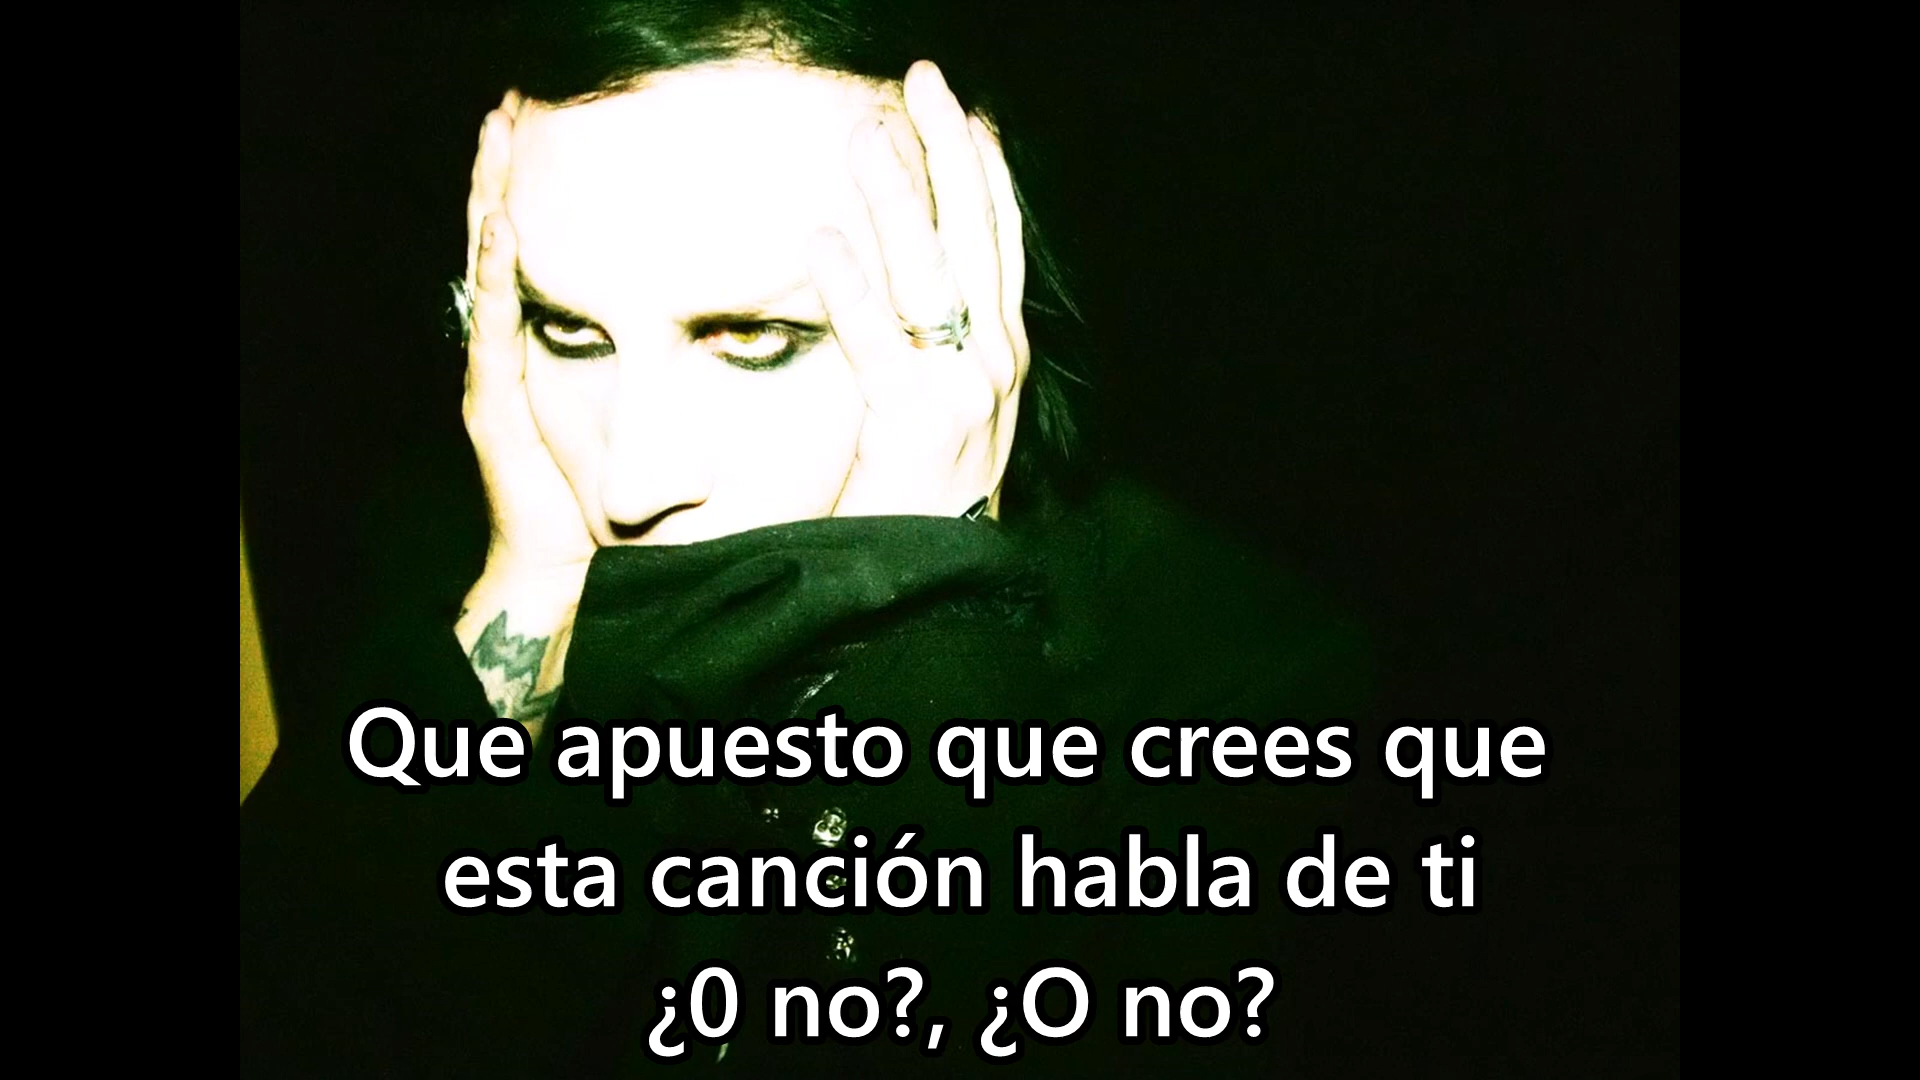 Que apuesto que crees que
esta canción habla de ti
¿0 no?, ¿O no?